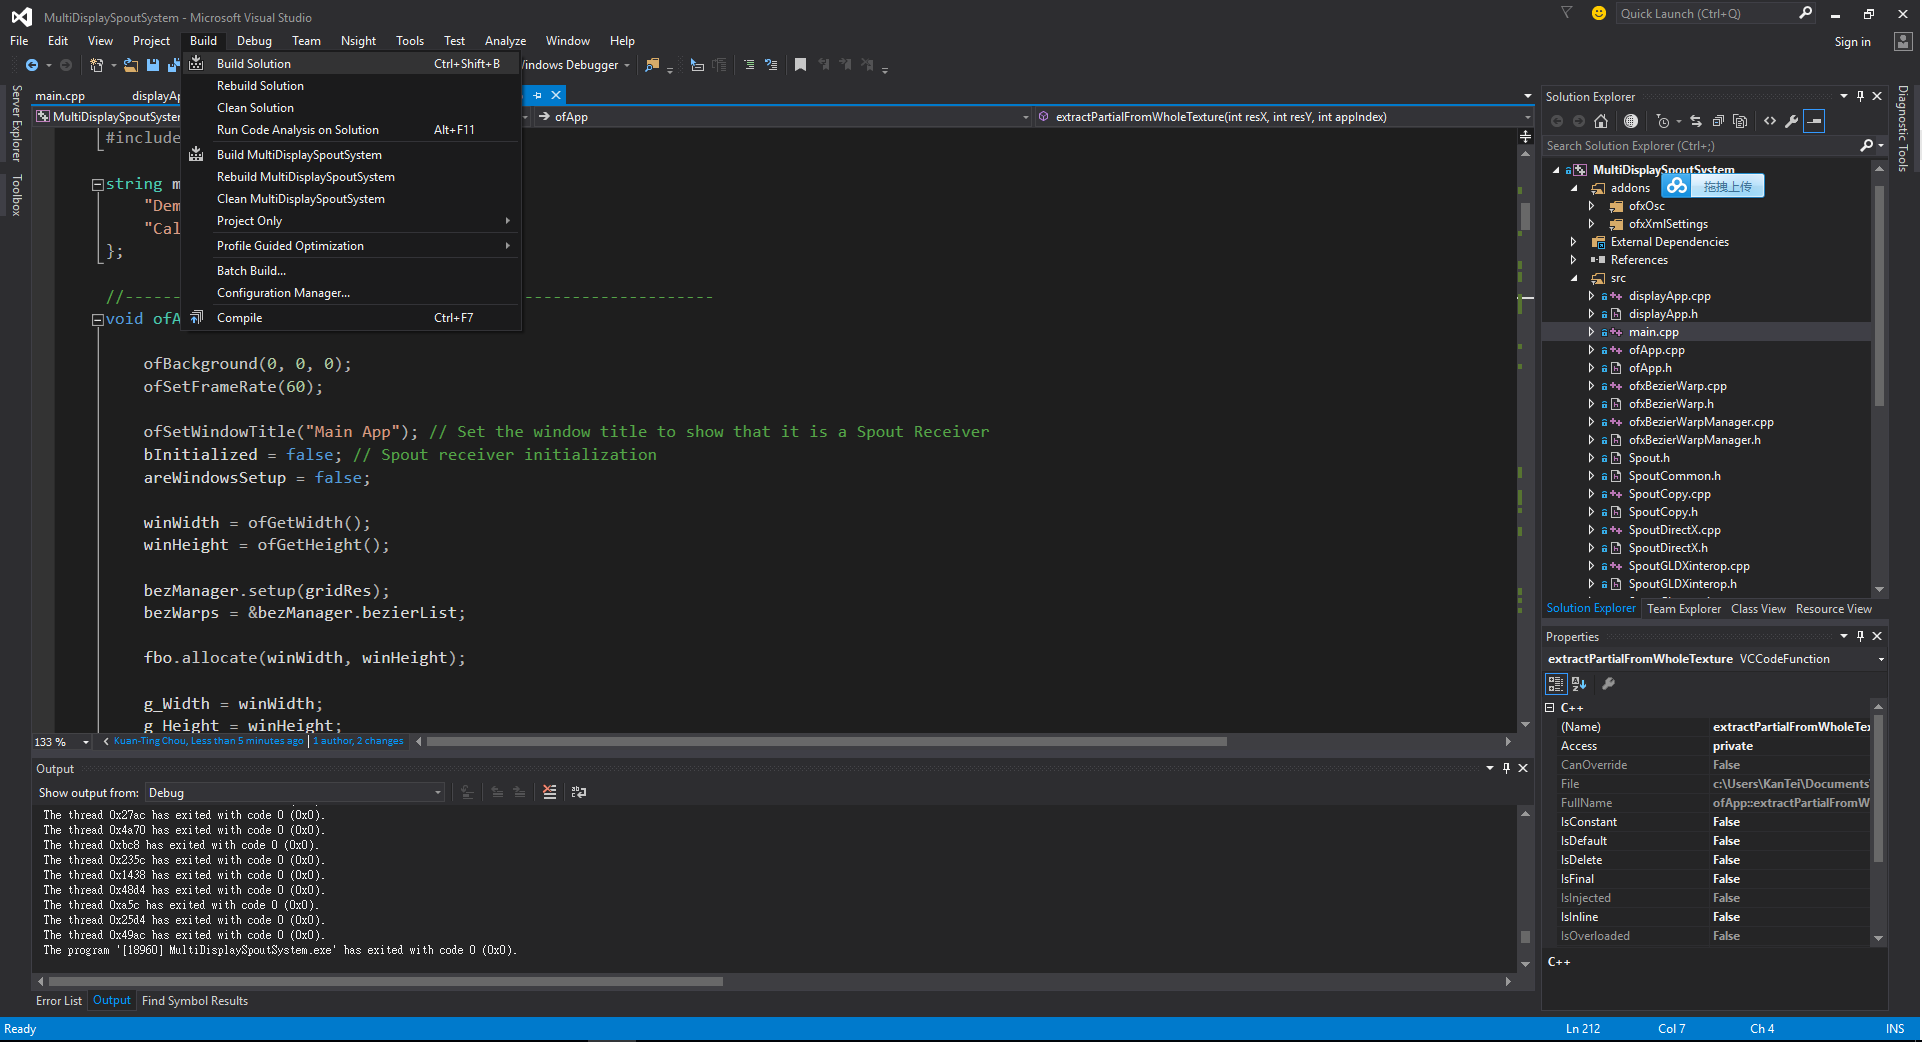 MultiDisplaySpoutSystem - Microsoft Visual Studio
Quick Launch (Ctrl+Q)
File Edit View Project Build Debug Team Nsight Tools Test Analyze Window Help
Sign in
indows Debugger
Build Solution Ctrl+Shift+B
Rebuild Solution
Clean Solution
Run Code Analysis on Solution Alt+F11
Build MultiDisplaySpoutSystem
Rebuild MultiDisplaySpoutSystem
Clean MultiDisplaySpoutSystem
Project Only
Profile Guided Optimization
Batch Build...
Configuration Manager...
Compile Ctrl+F7
Server Explorer
Toolbox
main.cpp displayAp
MultiDisplaySpoutSyster
ofApp
extractPartialFromWholeTexture(int resX, int resY, int appIndex)
#include
string m
"Dem
"Cal
};
//--------------------------------------------------------------
void ofA
ofBackground(0, 0, 0);
ofSetFrameRate(60);
ofSetWindowTitle("Main App"); // Set the window title to show that it is a Spout Receiver
bInitialized = false; // Spout receiver initialization
areWindowsSetup = false;
winWidth = ofGetWidth();
winHeight = ofGetHeight();
bezManager.setup(gridRes);
bezWarps = &bezManager.bezierList;
fbo.allocate(winWidth, winHeight);
g_Width = winWidth;
g_Height = winHeight;
133 %
Kuan-Ting Chou, Less than 5 minutes ago | 1 author, 2 changes
Output
Show output from: Debug
The thread 0x27ac has exited with code 0 (0x0).
The thread 0x4a70 has exited with code 0 (0x0).
The thread 0xbc8 has exited with code 0 (0x0).
The thread 0x235c has exited with code 0 (0x0).
The thread 0x1438 has exited with code 0 (0x0).
The thread 0x48d4 has exited with code 0 (0x0).
The thread 0xa5c has exited with code 0 (0x0).
The thread 0x25d4 has exited with code 0 (0x0).
The thread 0x49ac has exited with code 0 (0x0).
The program '[18960] MultiDisplaySpoutSystem.exe' has exited with code 0 (0x0).
Error List Output Find Symbol Results
Solution Explorer
Search Solution Explorer (Ctrl+;)
MultiDisplaySpoutSystem
拖拽上传
addons
ofxOsc
ofxXmlSettings
External Dependencies
References
src
displayApp.cpp
displayApp.h
main.cpp
ofApp.cpp
ofApp.h
ofxBezierWarp.cpp
ofxBezierWarp.h
ofxBezierWarpManager.cpp
ofxBezierWarpManager.h
Spout.h
SpoutCommon.h
SpoutCopy.cpp
SpoutCopy.h
SpoutDirectX.cpp
SpoutDirectX.h
SpoutGLDXinterop.cpp
SpoutGLDXinterop.h
Solution Explorer Team Explorer Class View Resource View
Properties
extractPartialFromWholeTexture VCCodeFunction
C++
(Name) extractPartialFromWholeTex
Access private
CanOverride False
File c:\Users\KanTei\Documents\
FullName ofApp::extractPartialFromW
IsConstant False
IsDefault False
IsDelete False
IsFinal False
IsInjected False
IsInline False
IsOverloaded False
C++
Diagnostic Tools
Ready
Ln 212 Col 7 Ch 4 INS